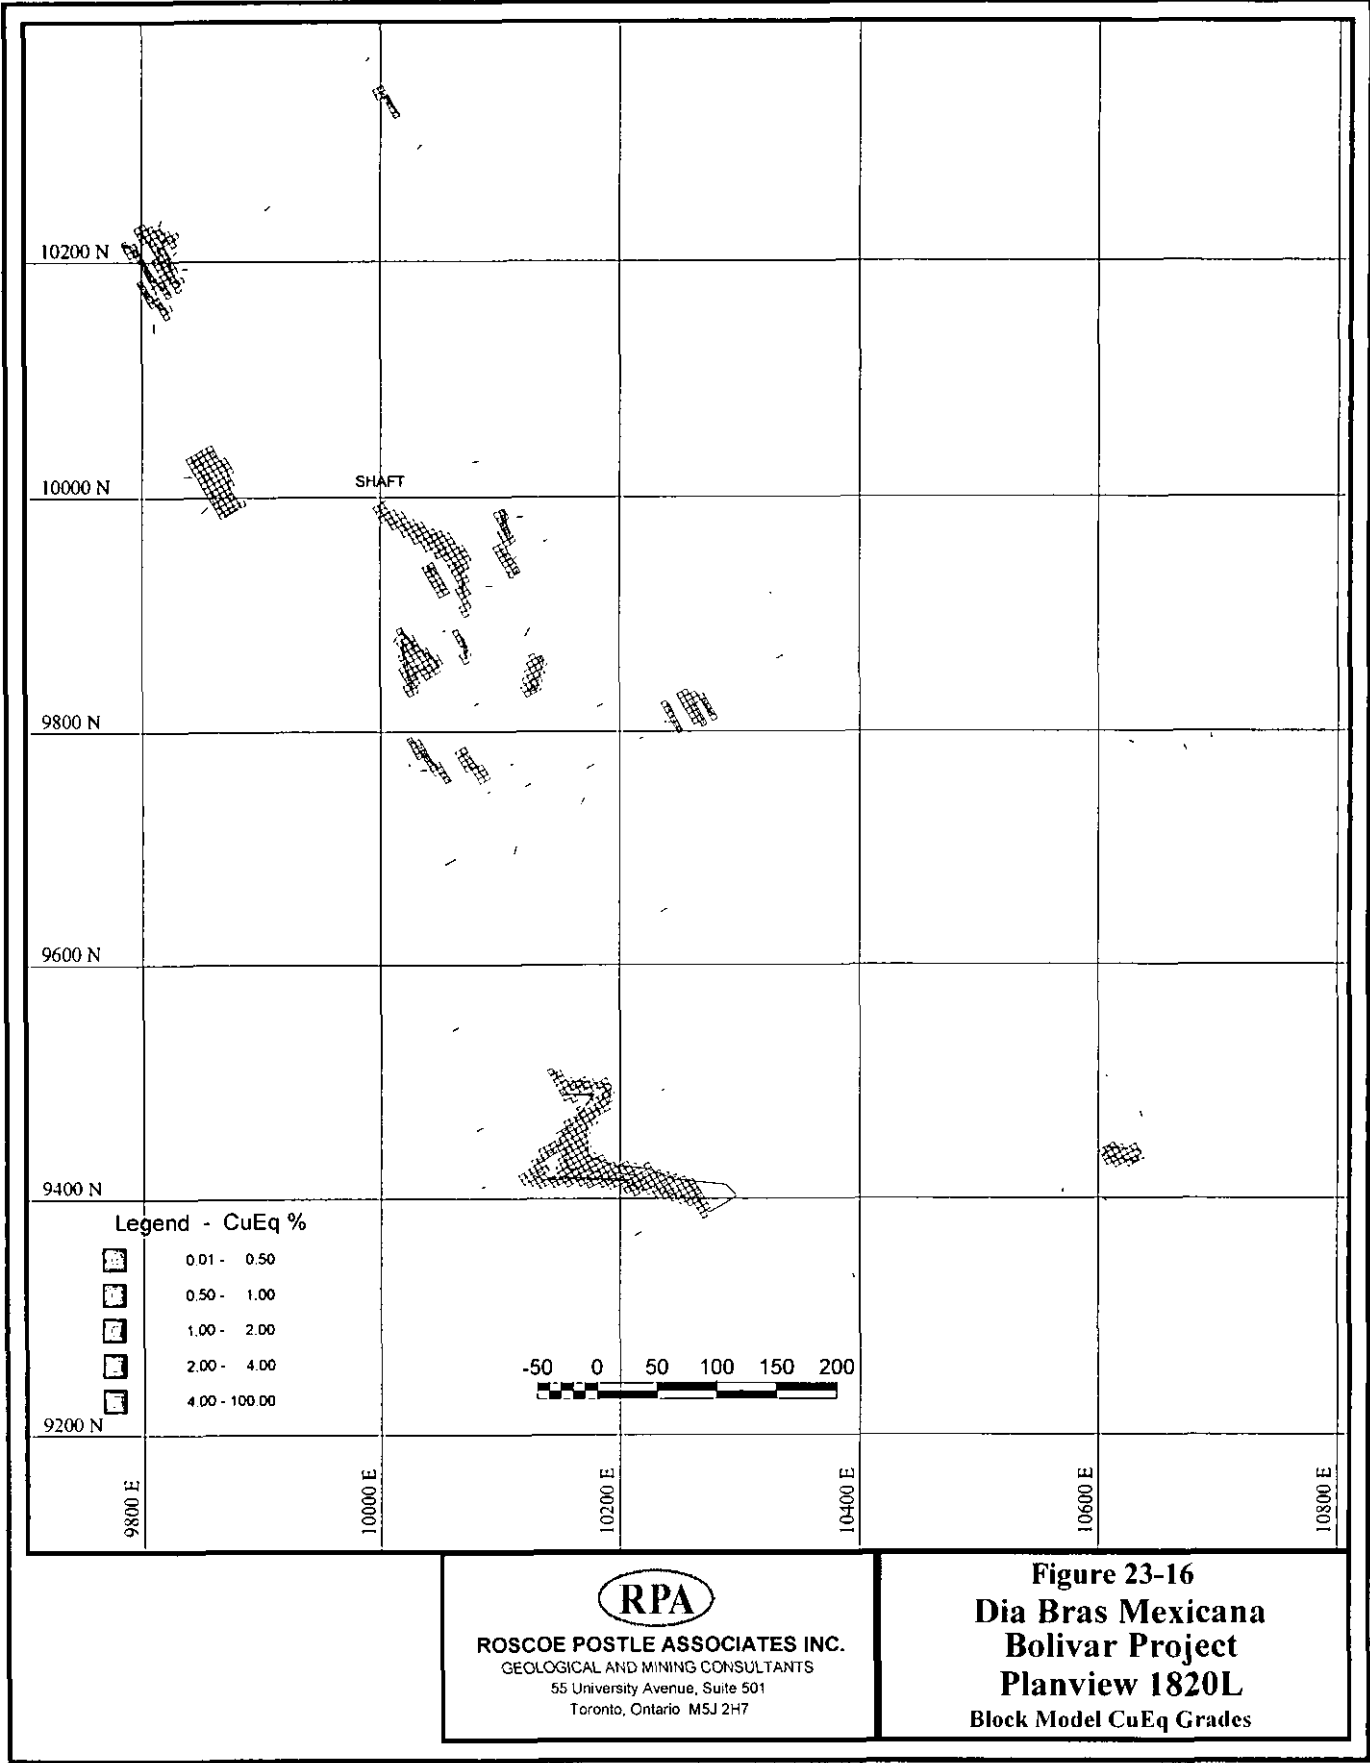 10200 N
SHAFT
10000 N
9800 N
9600 N
9400 N
Legend - CuEq %
0.01 - 0.50
0.50 - 1.00
1.00 - 2.00
2.00 - 4.00
4.00 - 100.00
-50 0 50 100 150 200
9200 N
9800 E
10000 E
10200 E
10400 E
10600 E
10800 E
RPA
ROSCOE POSTLE ASSOCIATES INC.
GEOLOGICAL AND MINING CONSULTANTS
55 University Avenue, Suite 501
Toronto, Ontario M5J 2H7
Figure 23-16
Dia Bras Mexicana
Bolivar Project
Planview 1820L
Block Model CuEq Grades